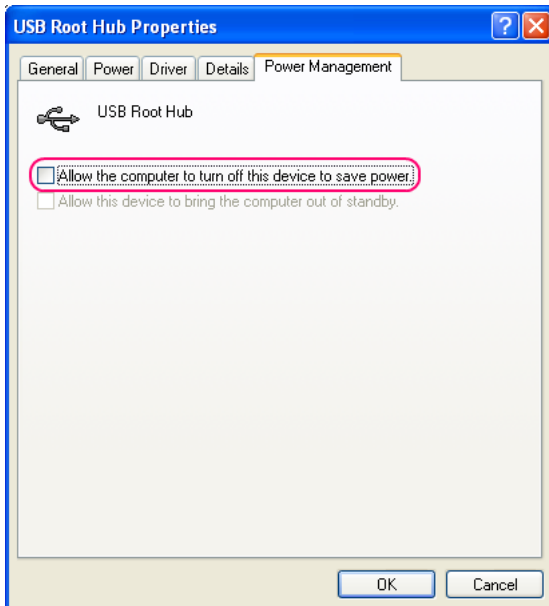 USB Root Hub Properties
General Power Driver Details Power Management
USB Root Hub
Allow the computer to turn off this device to save power.
Allow this device to bring the computer out of standby.
OK Cancel